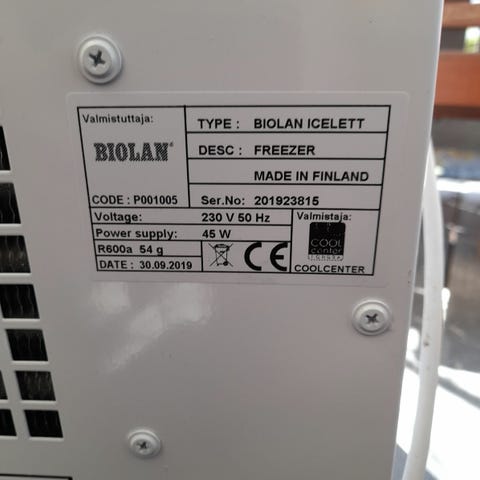 Valmistuttaja:
BIOLAN
CODE : P001005
TYPE : BIOLAN ICELETT
DESC : FREEZER
MADE IN FINLAND
Ser.No: 201923815
Voltage: 230 V 50 Hz
Power supply: 45 W
R600a 54 g
DATE : 30.09.2019
CE
Valmistaja:
COOL
center
COOLCENTER